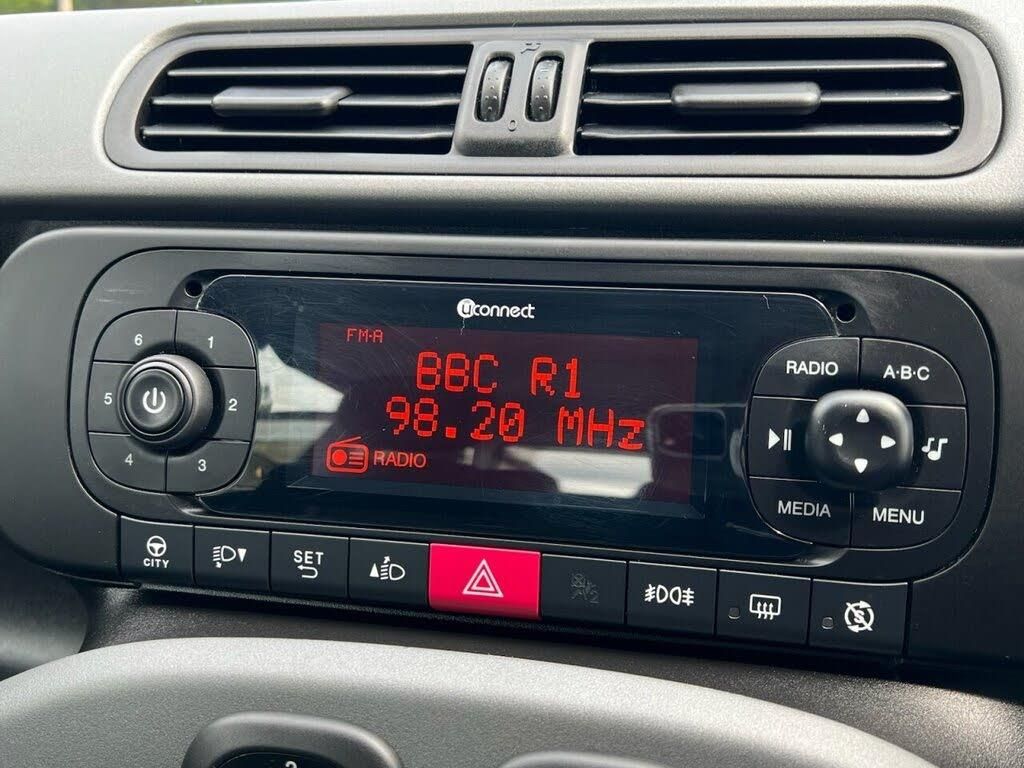 0
uconnect
FM-A
BBC R1
98.20 MHz
RADIO
6
1
5
2
4
3
RADIO
A·B·C
MEDIA
MENU
CITY
SET